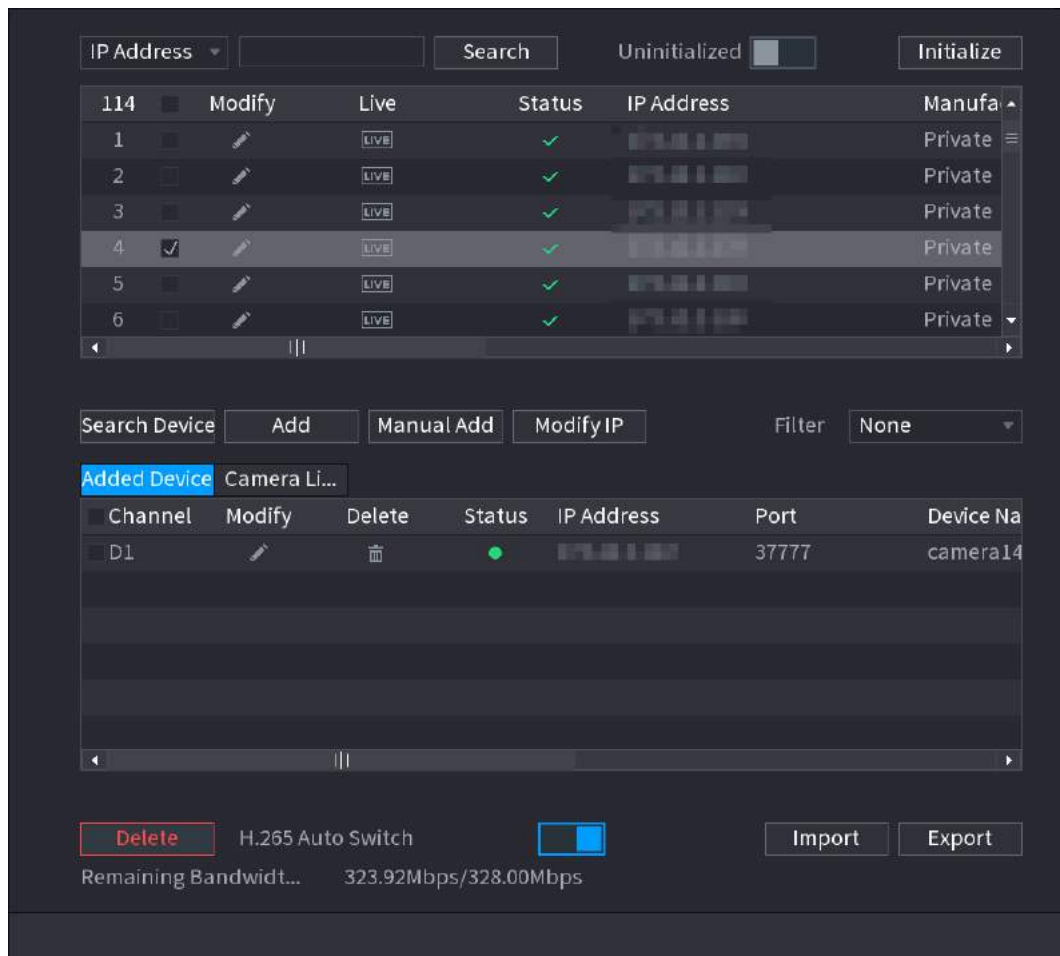 IP Address Search Uninitialized Initialize
114 Modify Live Status IP Address Manufa
1 LIVE Private
2 LIVE Private
3 LIVE Private
4 LIVE Private
5 LIVE Private
6 LIVE Private
Search Device Add Manual Add Modify IP Filter None
Added Device Camera Li...
Channel Modify Delete Status IP Address Port Device Na
D1 37777 camera14
Delete H.265 Auto Switch Import Export
Remaining Bandwidt... 323.92Mbps/328.00Mbps